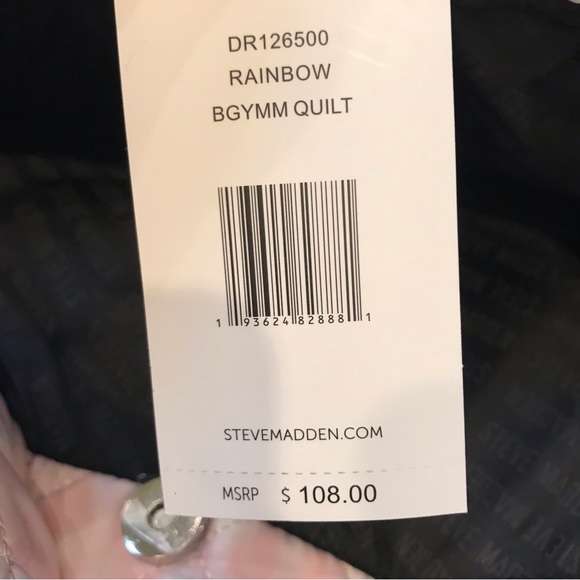 DR126500
RAINBOW
BGYMM QUILT
1 93624 82888 1
STEVEMADDEN.COM
MSRP $ 108.00